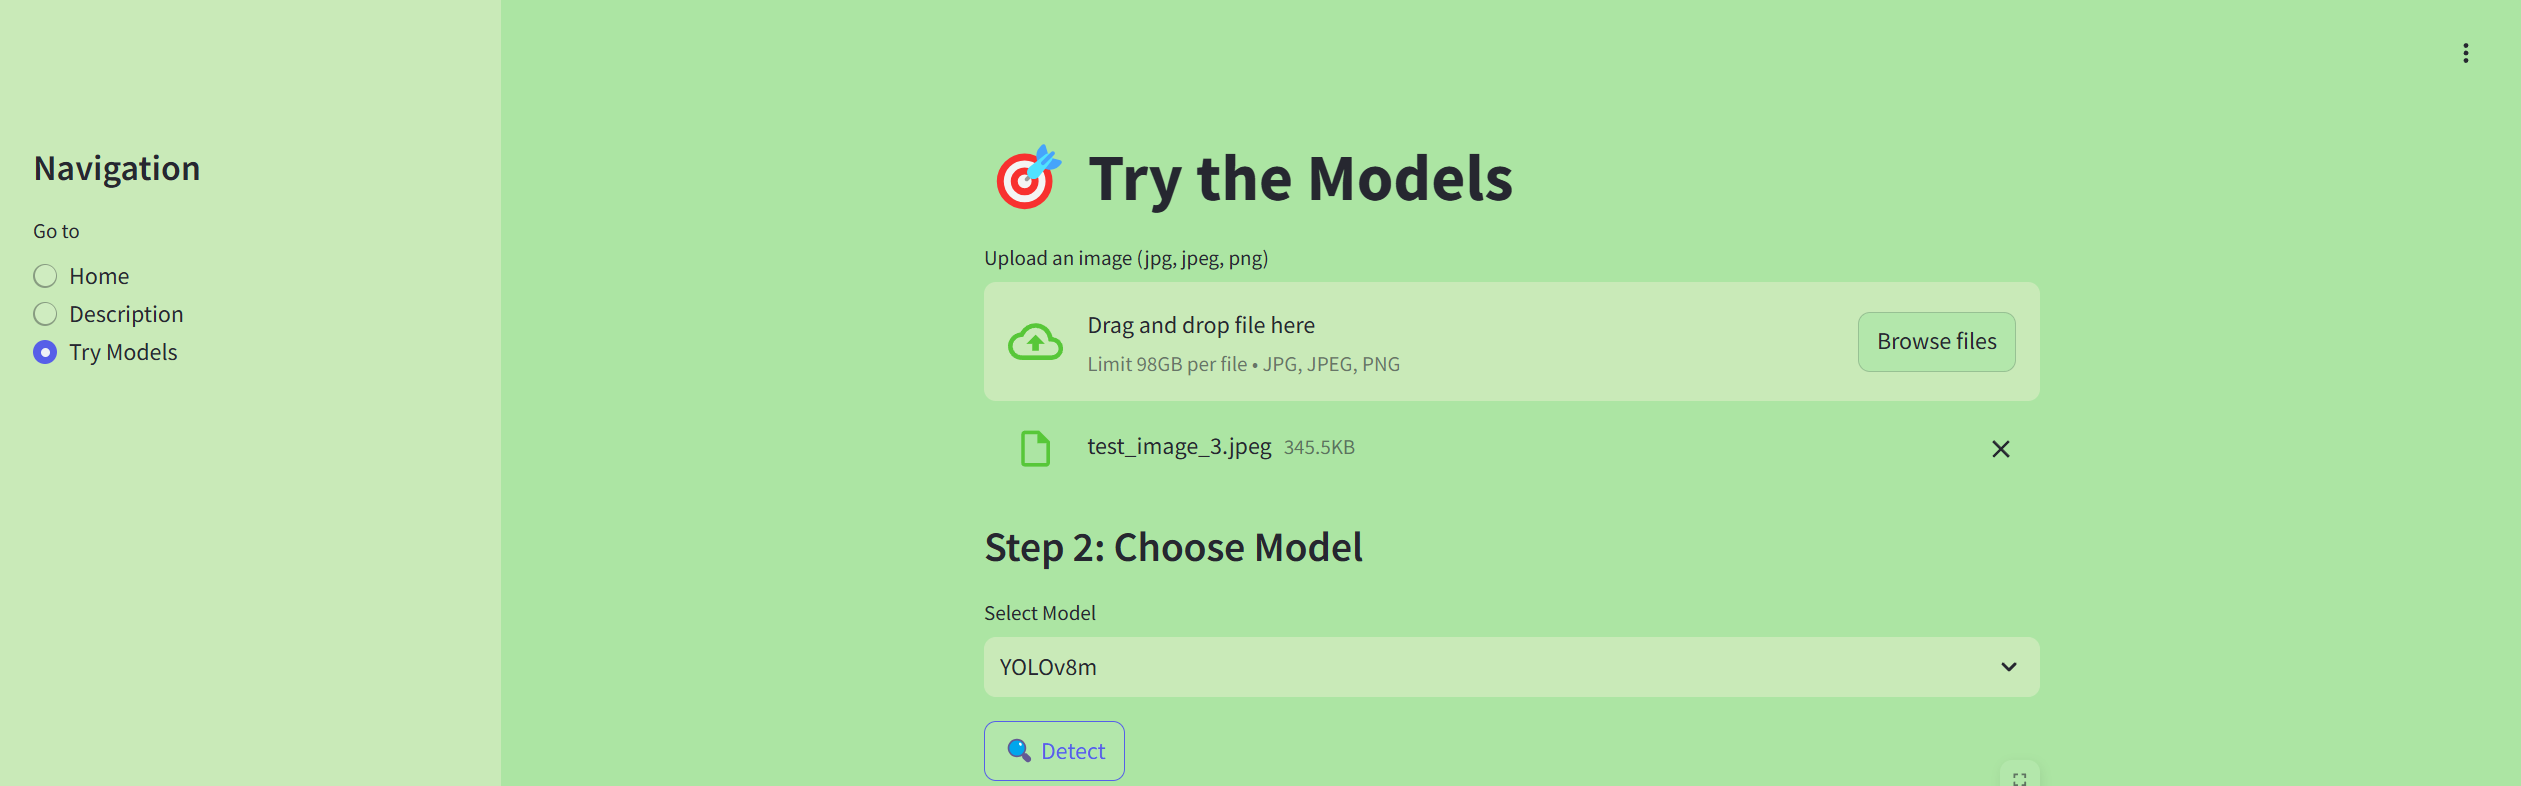 Navigation
Go to
Home
Description
Try Models
Try the Models
Upload an image (jpg, jpeg, png)
Drag and drop file here
Limit 98GB per file • JPG, JPEG, PNG
Browse files
test_image_3.jpeg 345.5KB
Step 2: Choose Model
Select Model
YOLOv8m
Detect